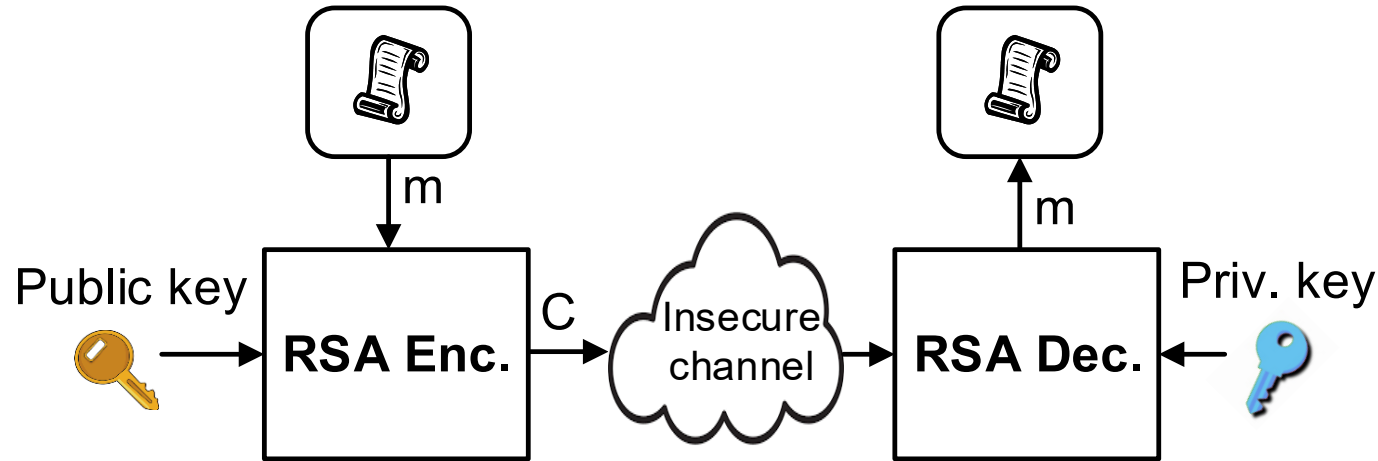 m
m
Public key
Priv. key
C
Insecure
channel
RSA Enc.
RSA Dec.